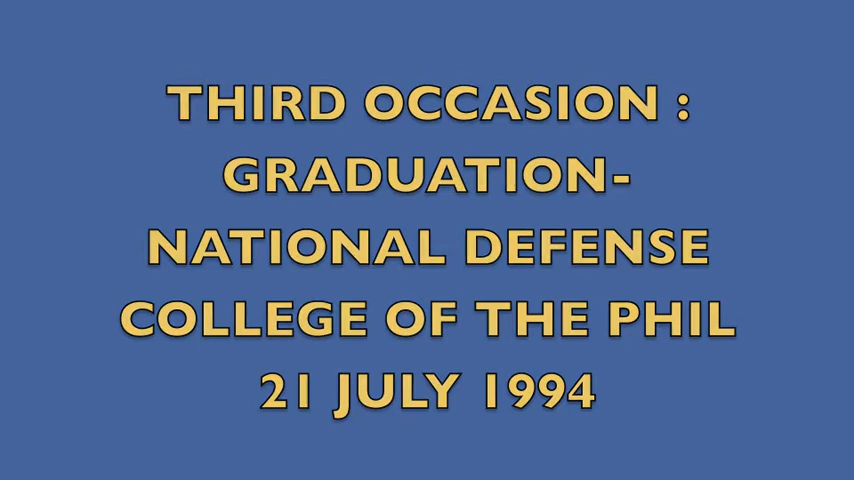 THIRD OCCASION :
GRADUATION-
NATIONAL DEFENSE
COLLEGE OF THE PHIL
21 JULY 1994